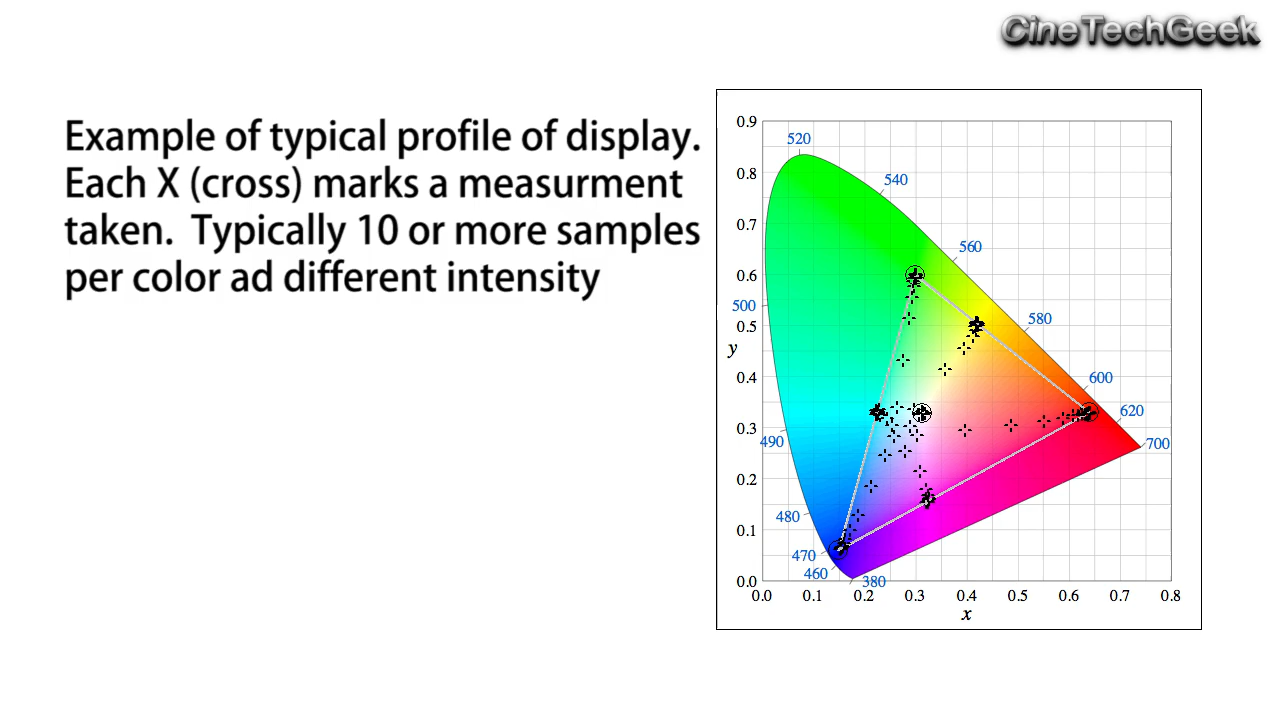 CineTechGeek
Example of typical profile of display.
Each X (cross) marks a measurment
taken.  Typically 10 or more samples
per color ad different intensity
0.9
520
0.8
540
0.7
560
0.6
500
580
0.5
y
0.4
600
620
0.3
490
700
0.2
480
0.1
470
460
0.0
380
0.0 0.1 0.2 0.3 0.4 0.5 0.6 0.7 0.8
x